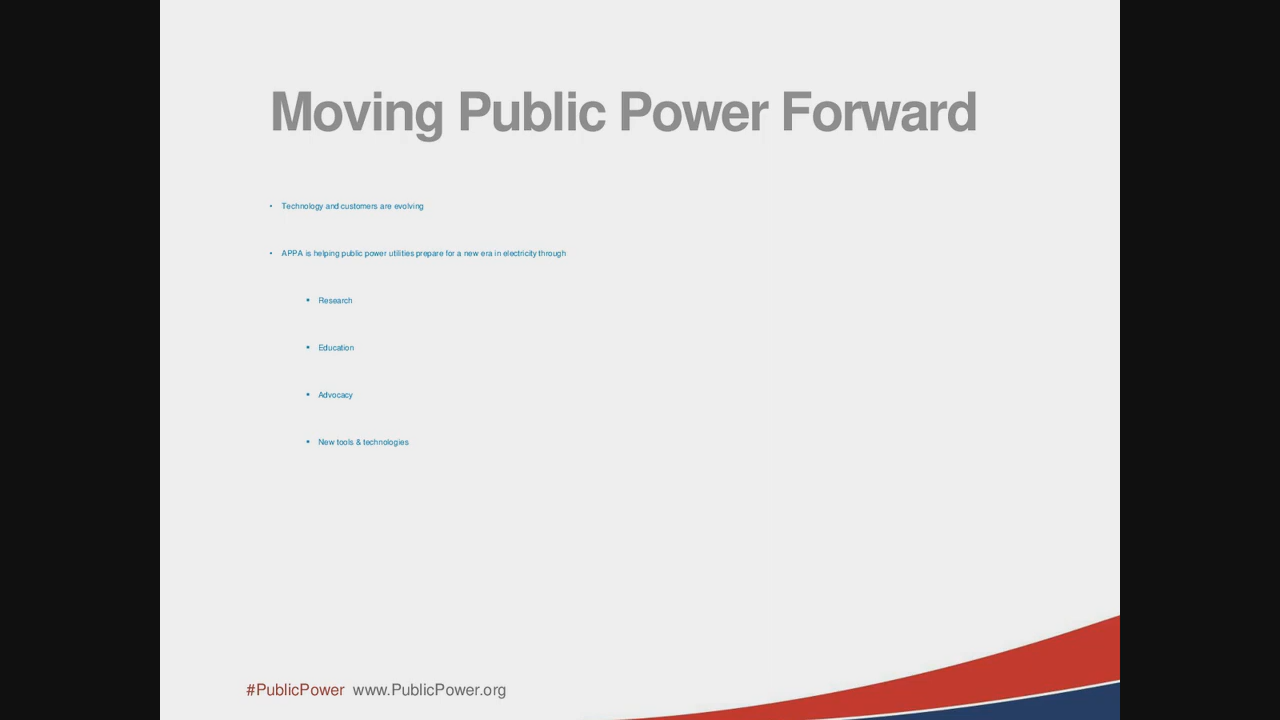 Moving Public Power Forward
• Technology and customers are evolving
• APPA is helping public power utilities prepare for a new era in electricity through
• Research
• Education
• Advocacy
• New tools & technologies
#PublicPower www.PublicPower.org